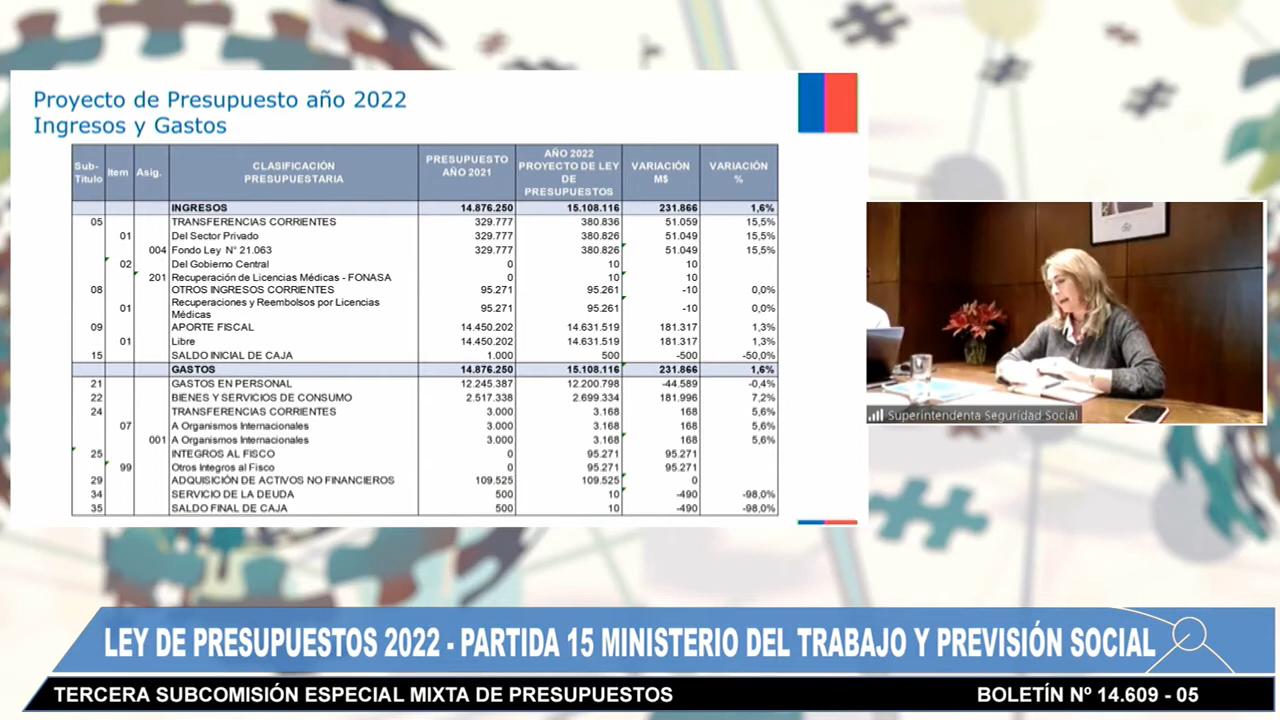 Proyecto de Presupuesto año 2022
Ingresos y Gastos
Sub-Título Item Asig. CLASIFICACIÓN PRESUPUESTARIA PRESUPUESTO AÑO 2021 AÑO 2022 PROYECTO DE LEY DE PRESUPUESTOS VARIACIÓN M$ VARIACIÓN %
INGRESOS 14.876.250 15.108.116 231.866 1,6%
05 TRANSFERENCIAS CORRIENTES 329.777 380.836 51.059 15,5%
01 Del Sector Privado 329.777 380.826 51.049 15,5%
004 Fondo Ley N° 21.063 329.777 380.826 51.049 15,5%
02 Del Gobierno Central 0 10 10
201 Recuperación de Licencias Médicas - FONASA 0 10 10
08 OTROS INGRESOS CORRIENTES 95.271 95.261 -10 0,0%
01 Recuperaciones y Reembolsos por Licencias Médicas 95.271 95.261 -10 0,0%
09 APORTE FISCAL 14.450.202 14.631.519 181.317 1,3%
01 Libre 14.450.202 14.631.519 181.317 1,3%
15 SALDO INICIAL DE CAJA 1.000 500 -500 -50,0%
GASTOS 14.876.250 15.108.116 231.866 1,6%
21 GASTOS EN PERSONAL 12.245.387 12.200.798 -44.589 -0,4%
22 BIENES Y SERVICIOS DE CONSUMO 2.517.338 2.699.334 181.996 7,2%
24 TRANSFERENCIAS CORRIENTES 3.000 3.168 168 5,6%
07 A Organismos Internacionales 3.000 3.168 168 5,6%
001 A Organismos Internacionales 3.000 3.168 168 5,6%
25 INTEGROS AL FISCO 0 95.271 95.271
99 Otros Integros al Fisco 0 95.271 95.271
29 ADQUISICIÓN DE ACTIVOS NO FINANCIEROS 109.525 109.525 0
34 SERVICIO DE LA DEUDA 500 10 -490 -98,0%
35 SALDO FINAL DE CAJA 500 10 -490 -98,0%
Superintendenta Seguridad Social
LEY DE PRESUPUESTOS 2022 - PARTIDA 15 MINISTERIO DEL TRABAJO Y PREVISIÓN SOCIAL
TERCERA SUBCOMISIÓN ESPECIAL MIXTA DE PRESUPUESTOS BOLETÍN Nº 14.609 - 05